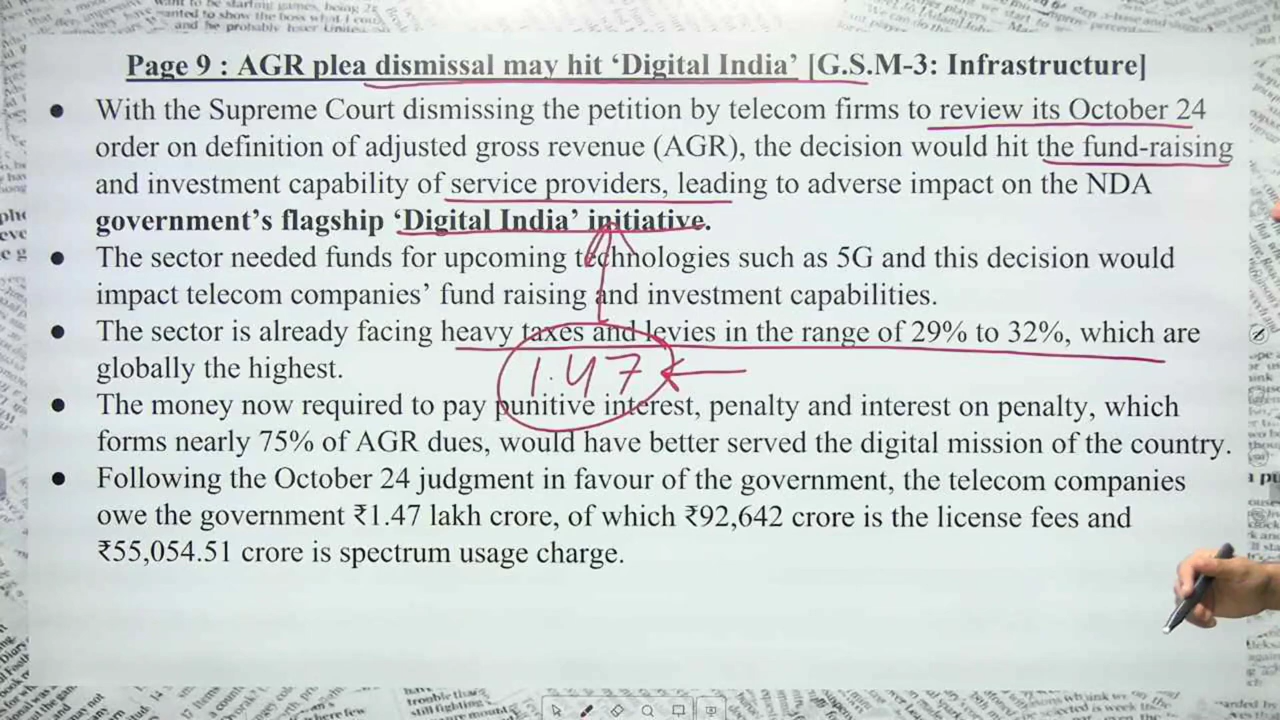 Page 9 : AGR plea dismissal may hit ‘Digital India’ [G.S.M-3: Infrastructure]
● With the Supreme Court dismissing the petition by telecom firms to review its October 24
order on definition of adjusted gross revenue (AGR), the decision would hit the fund-raising
and investment capability of service providers, leading to adverse impact on the NDA
government’s flagship ‘Digital India’ initiative.
● The sector needed funds for upcoming technologies such as 5G and this decision would
impact telecom companies’ fund raising and investment capabilities.
● The sector is already facing heavy taxes and levies in the range of 29% to 32%, which are
globally the highest.
1.47
● The money now required to pay punitive interest, penalty and interest on penalty, which
forms nearly 75% of AGR dues, would have better served the digital mission of the country.
● Following the October 24 judgment in favour of the government, the telecom companies
owe the government ₹1.47 lakh crore, of which ₹92,642 crore is the license fees and
₹55,054.51 crore is spectrum usage charge.